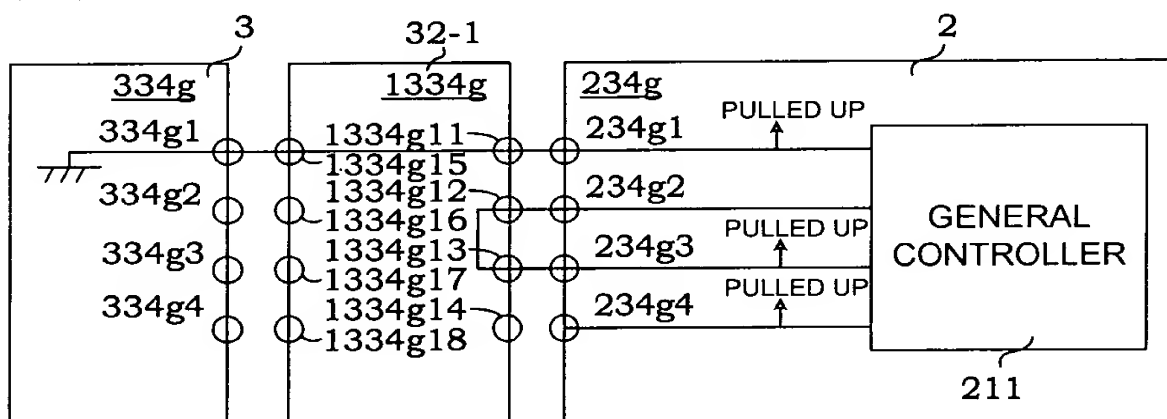 3
32-1
2
334g
1334g
234g
334g1
1334g11
234g1
PULLED UP
1334g15
334g2
1334g12
234g2
1334g16
GENERAL
CONTROLLER
334g3
1334g13
234g3
PULLED UP
1334g17
334g4
1334g14
234g4
PULLED UP
1334g18
211